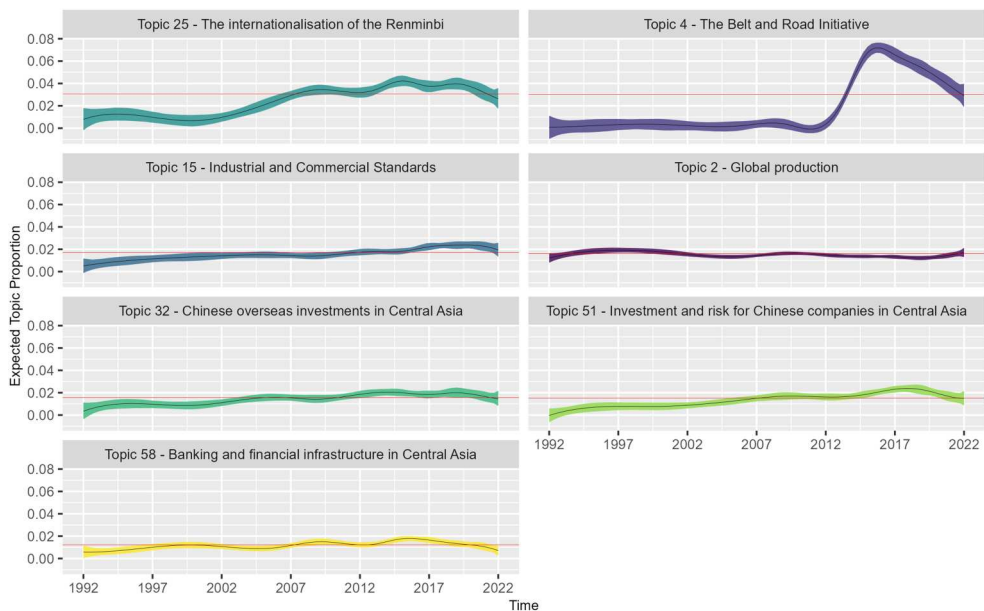 Topic 25 - The internationalisation of the Renminbi
Topic 4 - The Belt and Road Initiative
0.08
0.06
0.04
0.02
0.00
Topic 15 - Industrial and Commercial Standards
Topic 2 - Global production
0.08
0.06
0.04
0.02
0.00
Expected Topic Proportion
Topic 32 - Chinese overseas investments in Central Asia
Topic 51 - Investment and risk for Chinese companies in Central Asia
0.08
0.06
0.04
0.02
0.00
1992 1997 2002 2007 2012 2017 2022
Topic 58 - Banking and financial infrastructure in Central Asia
0.08
0.06
0.04
0.02
0.00
1992 1997 2002 2007 2012 2017 2022
Time